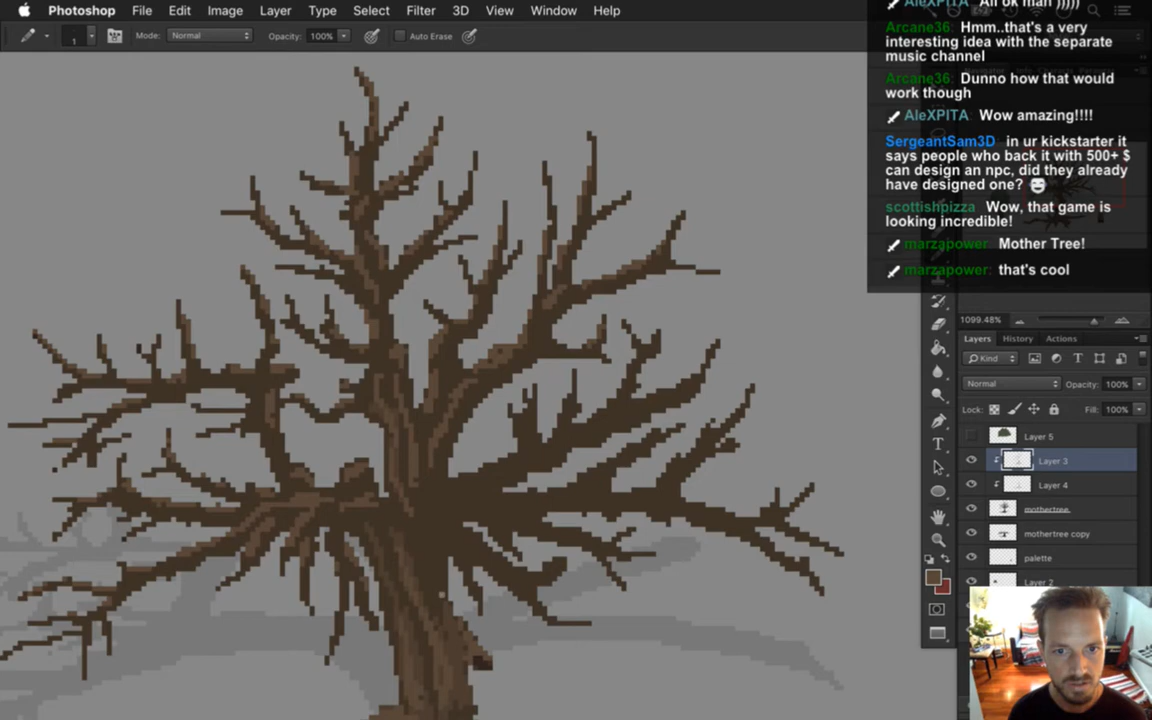 Photoshop File Edit Image Layer Type Select Filter 3D View Window Help
1 Mode: Normal Opacity: 100% Auto Erase
AleXPITA: All ok man )))))
Arcane36: Hmm..that's a very
interesting idea with the separate
music channel
Arcane36: Dunno how that would
work though
AleXPITA: Wow amazing!!!!
SergeantSam3D: in ur kickstarter it
says people who back it with 500+ $
can design an npc, did they already
have designed one?
scottishpizza: Wow, that game is
looking incredible!
marzapower: Mother Tree!
marzapower: that's cool
1099.48%
Layers History Actions
Kind
Normal Opacity: 100%
Lock: Fill: 100%
Layer 5
Layer 3
Layer 4
mothertree
mothertree copy
palette
Layer 2
T